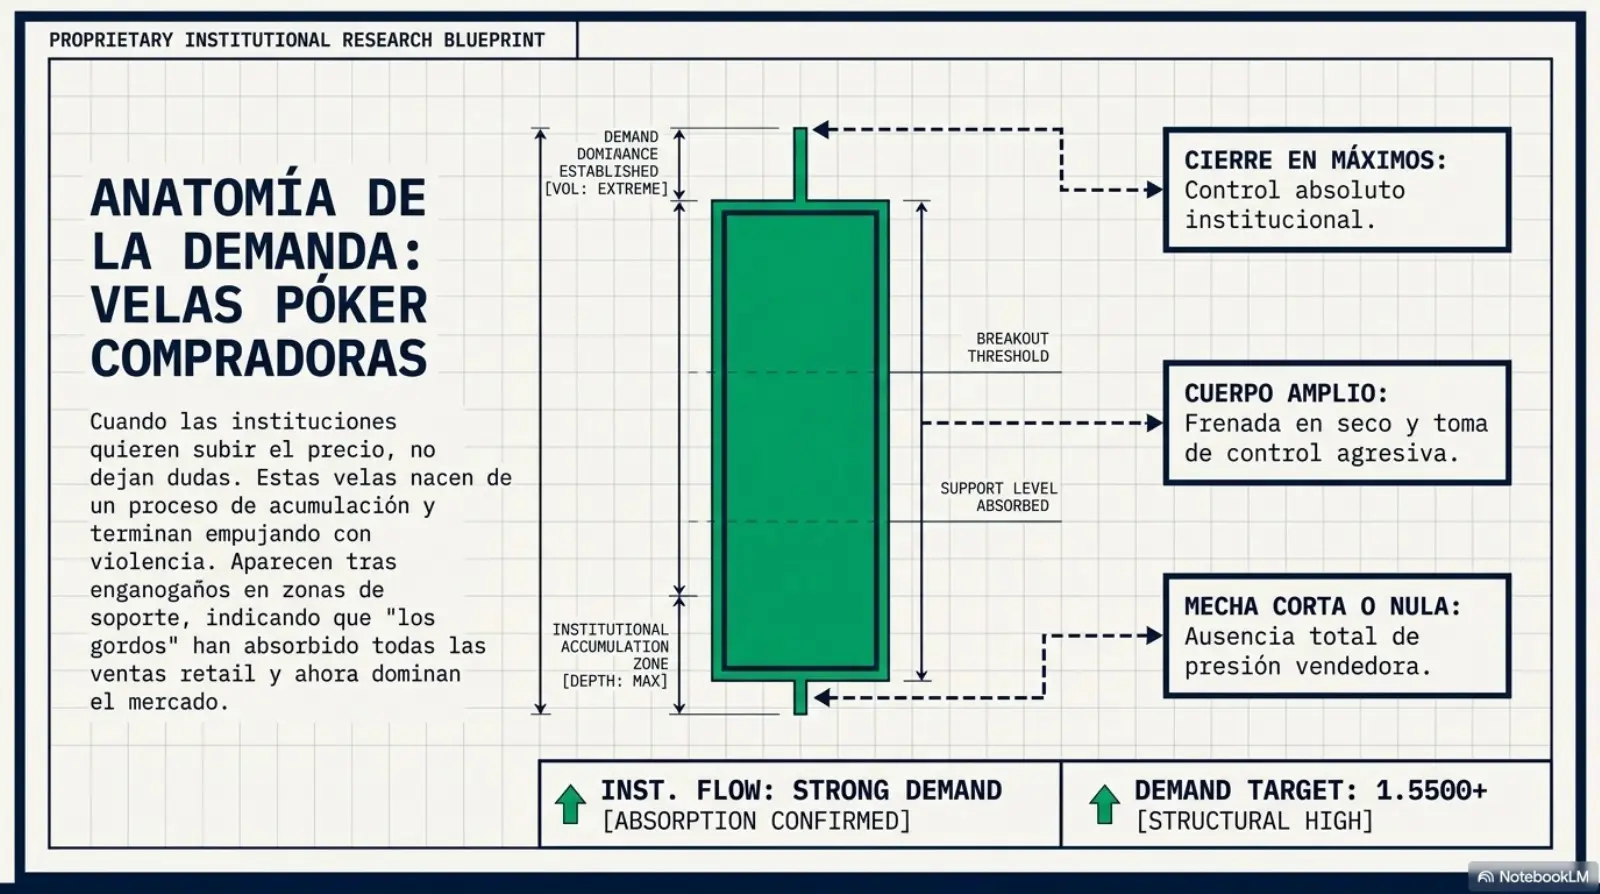 PROPRIETARY INSTITUTIONAL RESEARCH BLUEPRINT
ANATOMÍA DE
LA DEMANDA:
VELAS PÓKER
COMPRADORAS
Cuando las instituciones
quieren subir el precio, no
dejan dudas. Estas velas nacen de
un proceso de acumulación y
terminan empujando con
violencia. Aparecen tras
enganogaños en zonas de
soporte, indicando que "los
gordos" han absorbido todas las
ventas retail y ahora dominan
el mercado.
DEMAND
DOMIAANCE
ESTABLISHED
[VOL: EXTREME]
INSTITUTIONAL
ACCUMULATION
ZONE
[DEPTH: MAX]
BREAKOUT
THRESHOLD
SUPPORT LEVEL
ABSORBED
CIERRE EN MÁXIMOS:
Control absoluto
institucional.
CUERPO AMPLIO:
Frenada en seco y toma
de control agresiva.
MECHA CORTA O NULA:
Ausencia total de
presión vendedora.
INST. FLOW: STRONG DEMAND
[ABSORPTION CONFIRMED]
DEMAND TARGET: 1.5500+
[STRUCTURAL HIGH]
NotebookLM